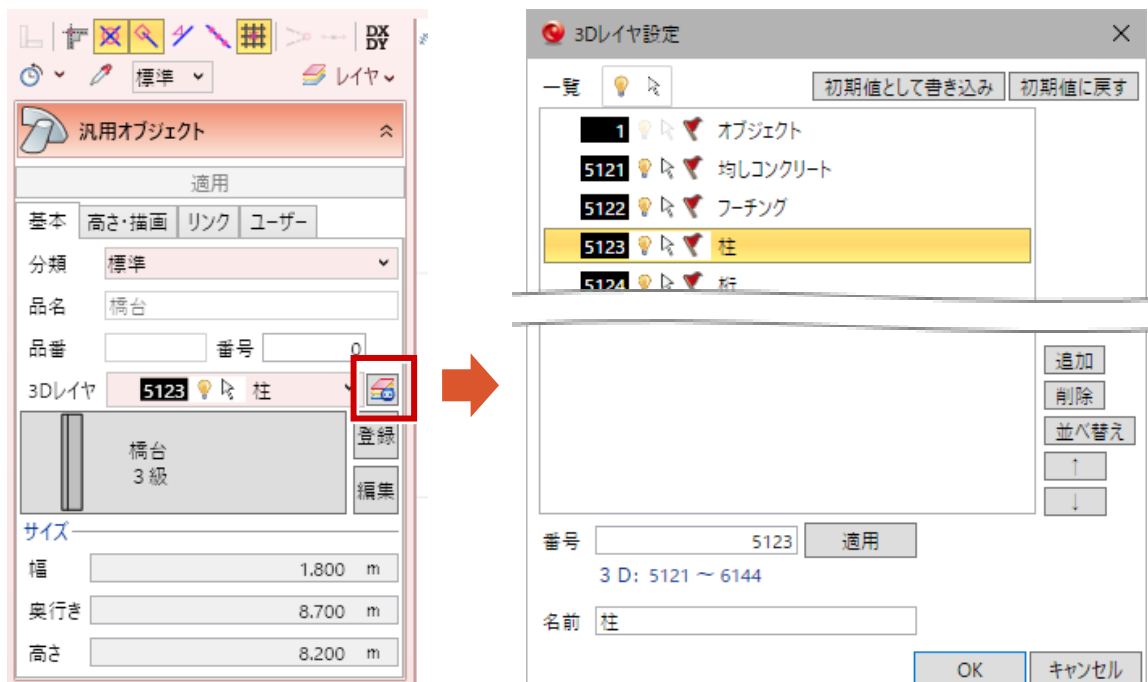 DX
DY
標準
レイヤ
汎用オブジェクト
適用
基本 高さ・描画 リンク ユーザー
分類 標準
品名 橋台
品番 番号 0
3Dレイヤ 5123 柱
橋台
3級
登録
編集
サイズ
幅 1.800 m
奥行き 8.700 m
高さ 8.200 m
3Dレイヤ設定
一覧 初期値として書き込み 初期値に戻す
1 オブジェクト
5121 均しコンクリート
5122 フーチング
5123 柱
5124 桁
追加
削除
並べ替え
↑
↓
番号 5123 適用
3D: 5121 ～ 6144
名前 柱
OK キャンセル